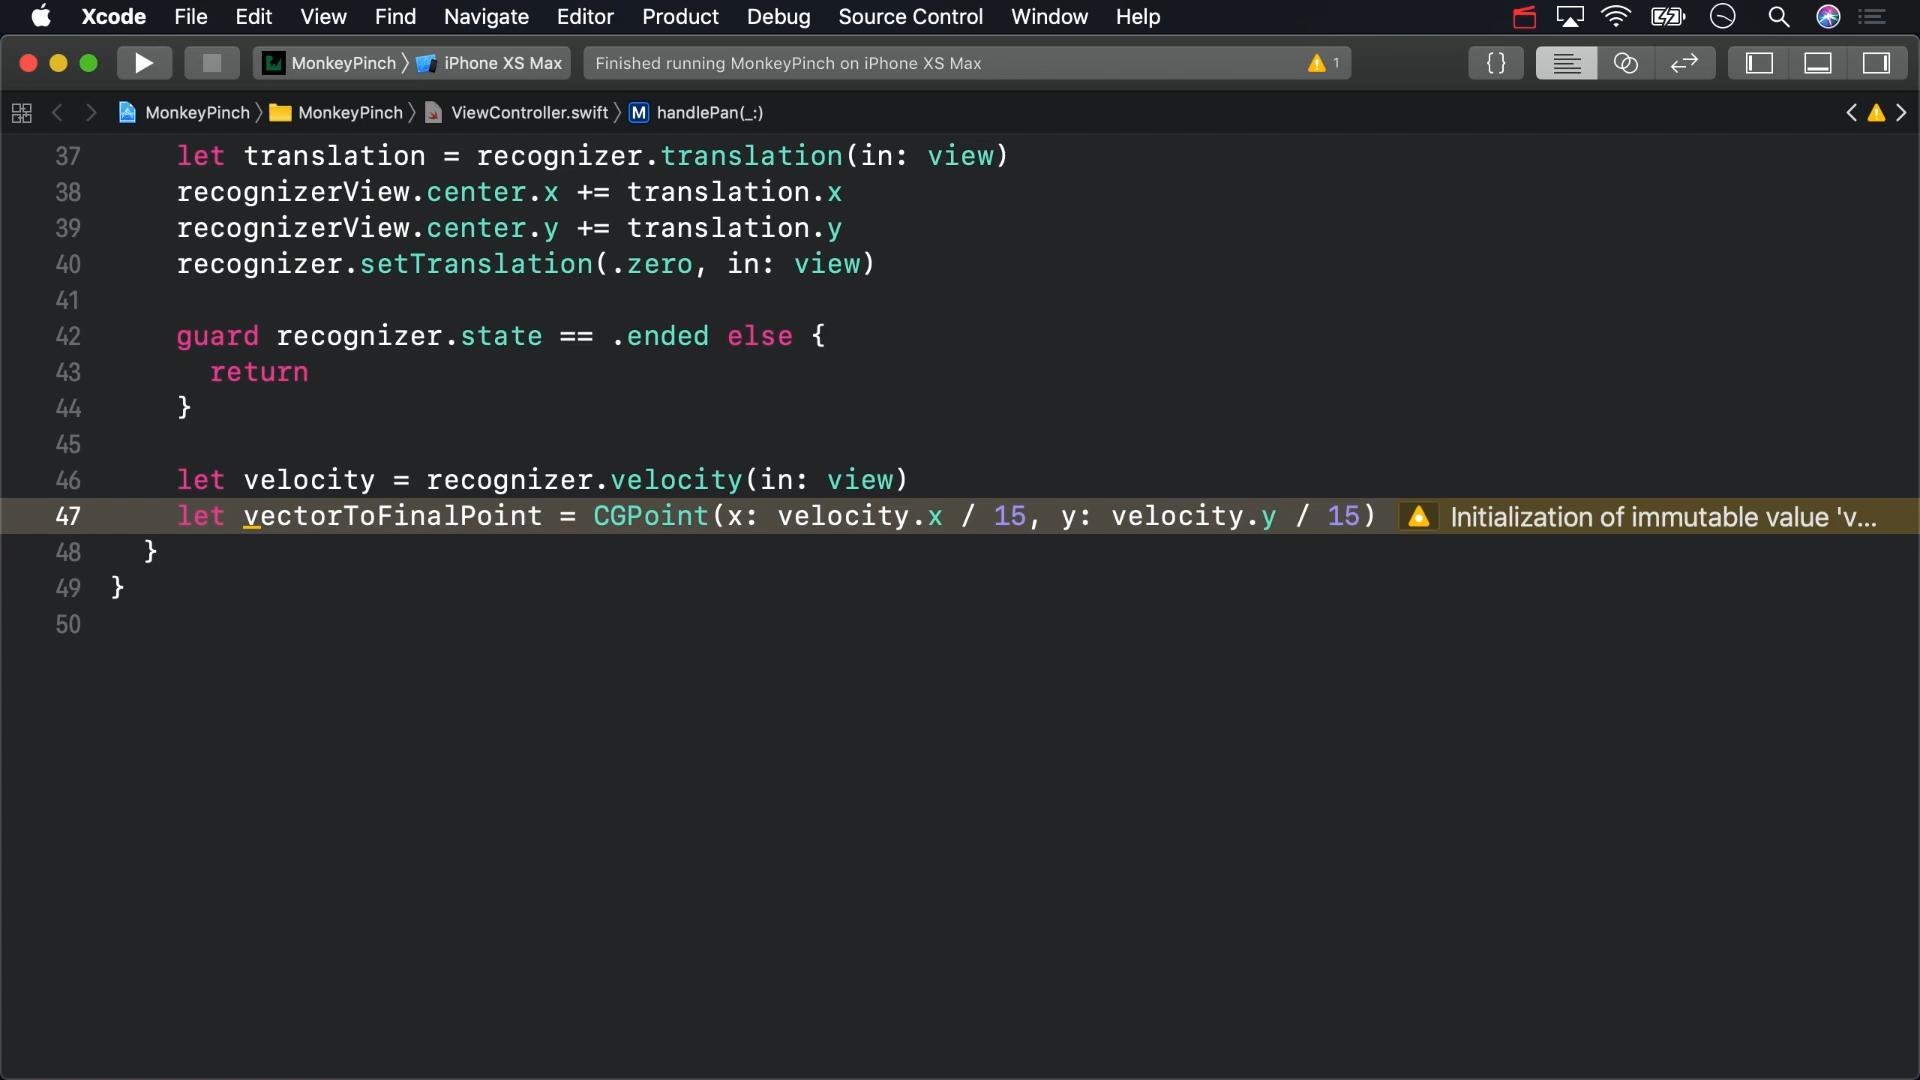 Xcode File Edit View Find Navigate Editor Product Debug Source Control Window Help
MonkeyPinch iPhone XS Max Finished running MonkeyPinch on iPhone XS Max 1 {}
MonkeyPinch MonkeyPinch ViewController.swift M handlePan(_:)
37 let translation = recognizer.translation(in: view)
38 recognizerView.center.x += translation.x
39 recognizerView.center.y += translation.y
40 recognizer.setTranslation(.zero, in: view)
41
42 guard recognizer.state == .ended else {
43 return
44 }
45
46 let velocity = recognizer.velocity(in: view)
47 let vectorToFinalPoint = CGPoint(x: velocity.x / 15, y: velocity.y / 15) Initialization of immutable value 'v...
48 }
49 }
50